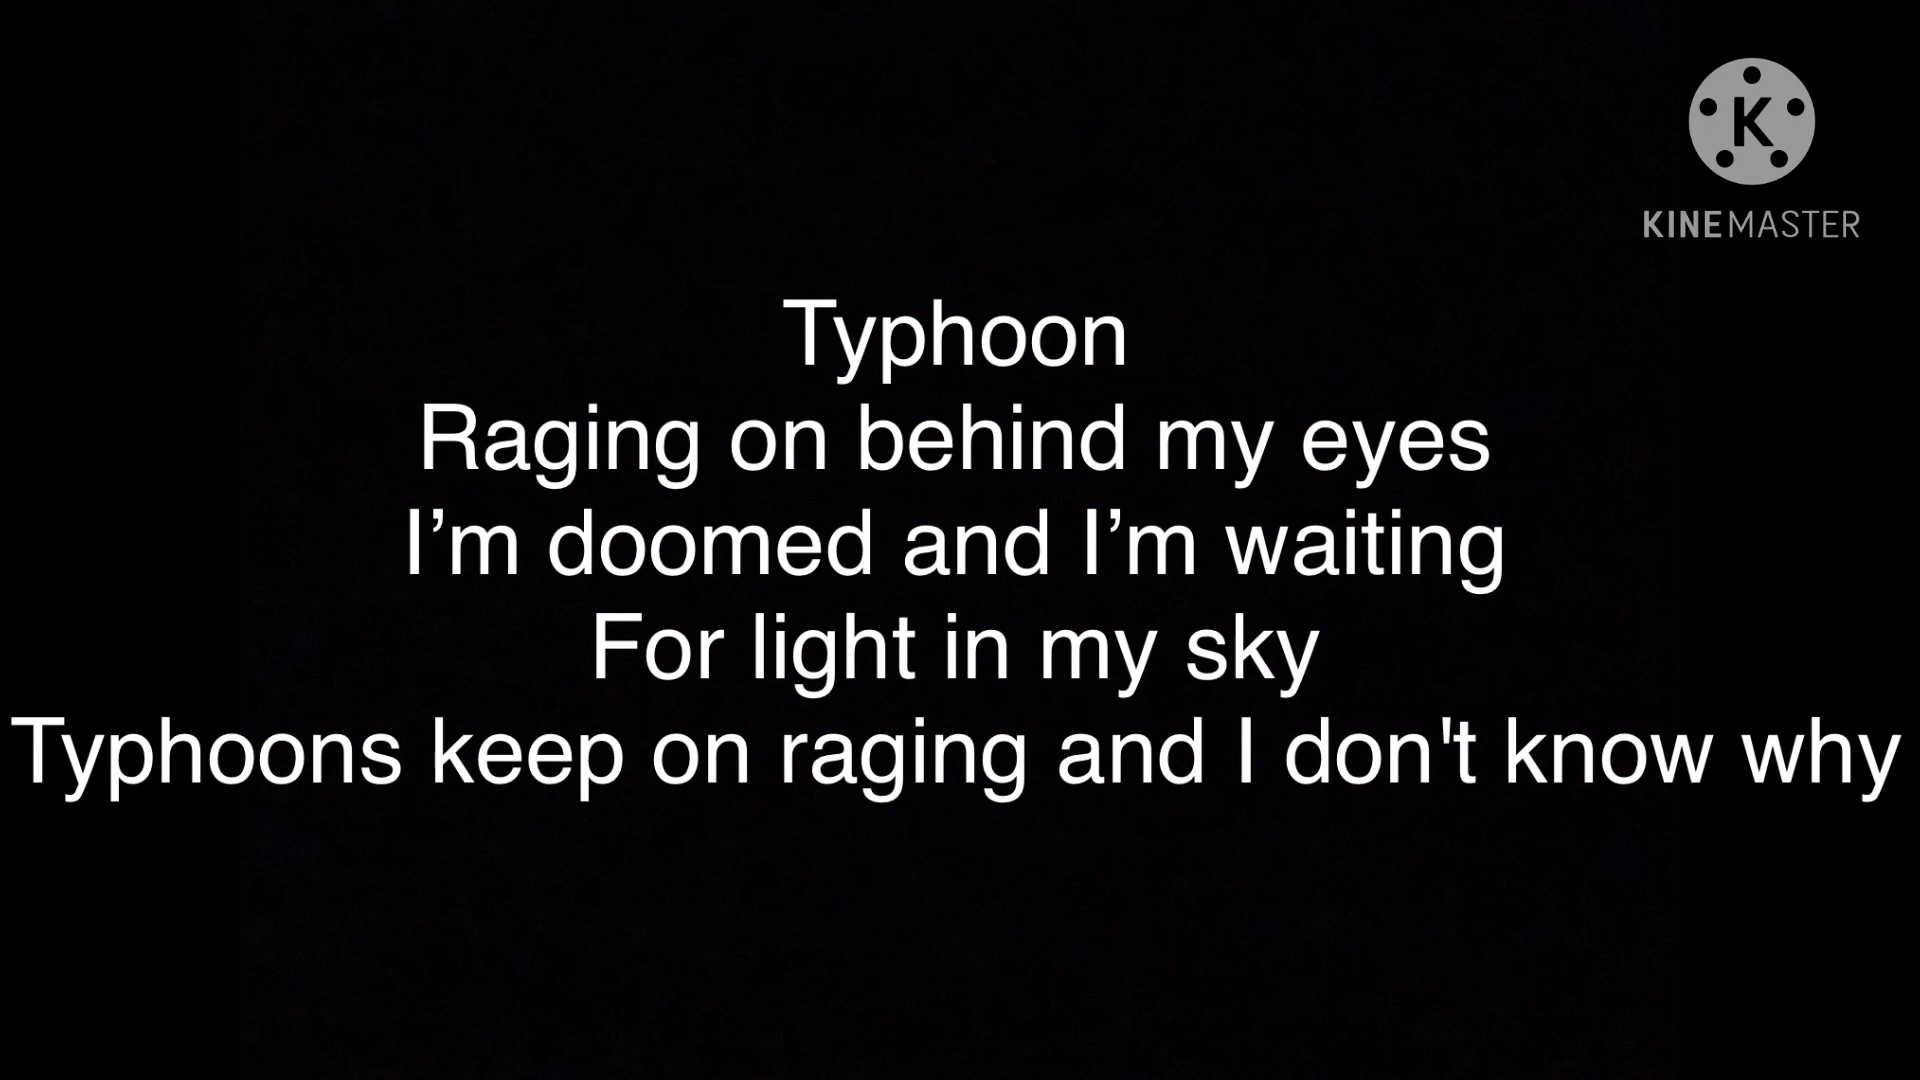 K
KINEMASTER
Typhoon
Raging on behind my eyes
I’m doomed and I’m waiting
For light in my sky
Typhoons keep on raging and I don't know why